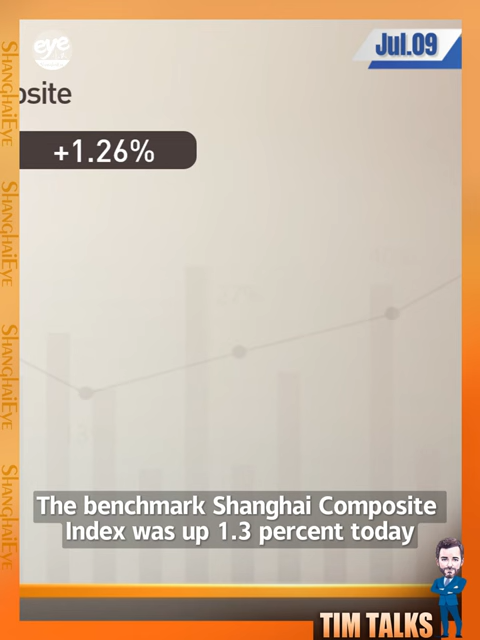 eye
Jul.09
osite
+1.26%
The benchmark Shanghai Composite
Index was up 1.3 percent today
TIM TALKS
SHANGHAIEYE
SHANGHAIEYE
SHANGHAIEYE
SHANGHAIEYE